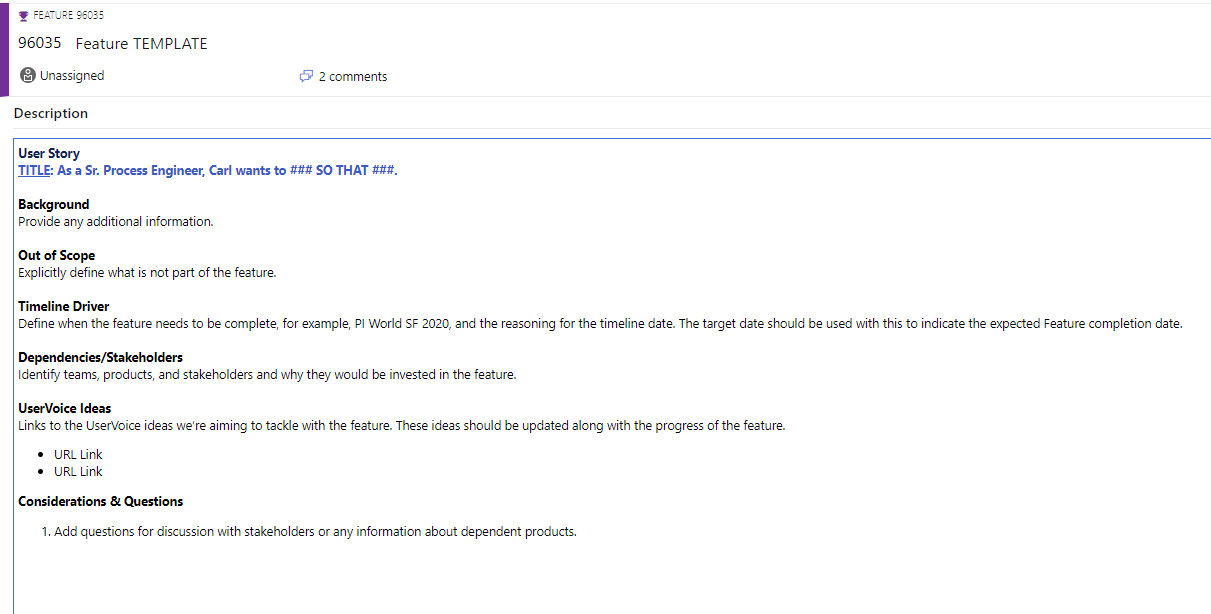 FEATURE 96035
96035 Feature TEMPLATE
Unassigned
2 comments
Description
User Story
TITLE: As a Sr. Process Engineer, Carl wants to ### SO THAT ###.
Background
Provide any additional information.
Out of Scope
Explicitly define what is not part of the feature.
Timeline Driver
Define when the feature needs to be complete, for example, PI World SF 2020, and the reasoning for the timeline date. The target date should be used with this to indicate the expected Feature completion date.
Dependencies/Stakeholders
Identify teams, products, and stakeholders and why they would be invested in the feature.
UserVoice Ideas
Links to the UserVoice ideas we're aiming to tackle with the feature. These ideas should be updated along with the progress of the feature.
• URL Link
• URL Link
Considerations & Questions
1. Add questions for discussion with stakeholders or any information about dependent products.